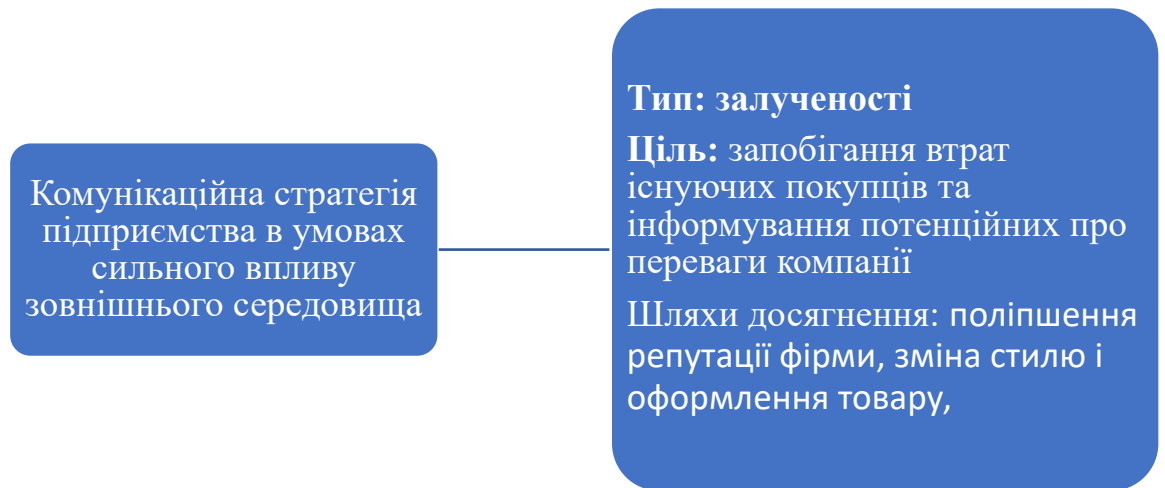 Комунікаційна стратегія
підприємства в умовах
сильного впливу
зовнішнього середовища
Тип: залученості
Ціль: запобігання втрат
існуючих покупців та
інформування потенційних про
переваги компанії
Шляхи досягнення: поліпшення
репутації фірми, зміна стилю і
оформлення товару,